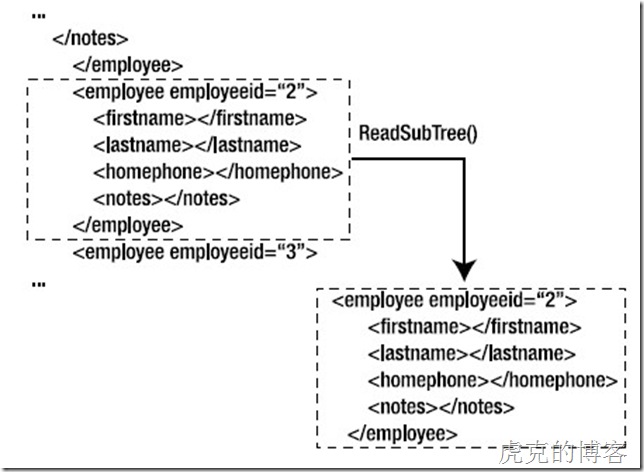 ...
</notes>
</employee>
<employee employeeid=“2”>
<firstname></firstname>
<lastname></lastname>
<homephone></homephone>
<notes></notes>
</employee>
<employee employeeid=“3”>
...
ReadSubTree()
<employee employeeid=“2”>
<firstname></firstname>
<lastname></lastname>
<homephone></homephone>
<notes></notes>
</employee>
虎克的博客